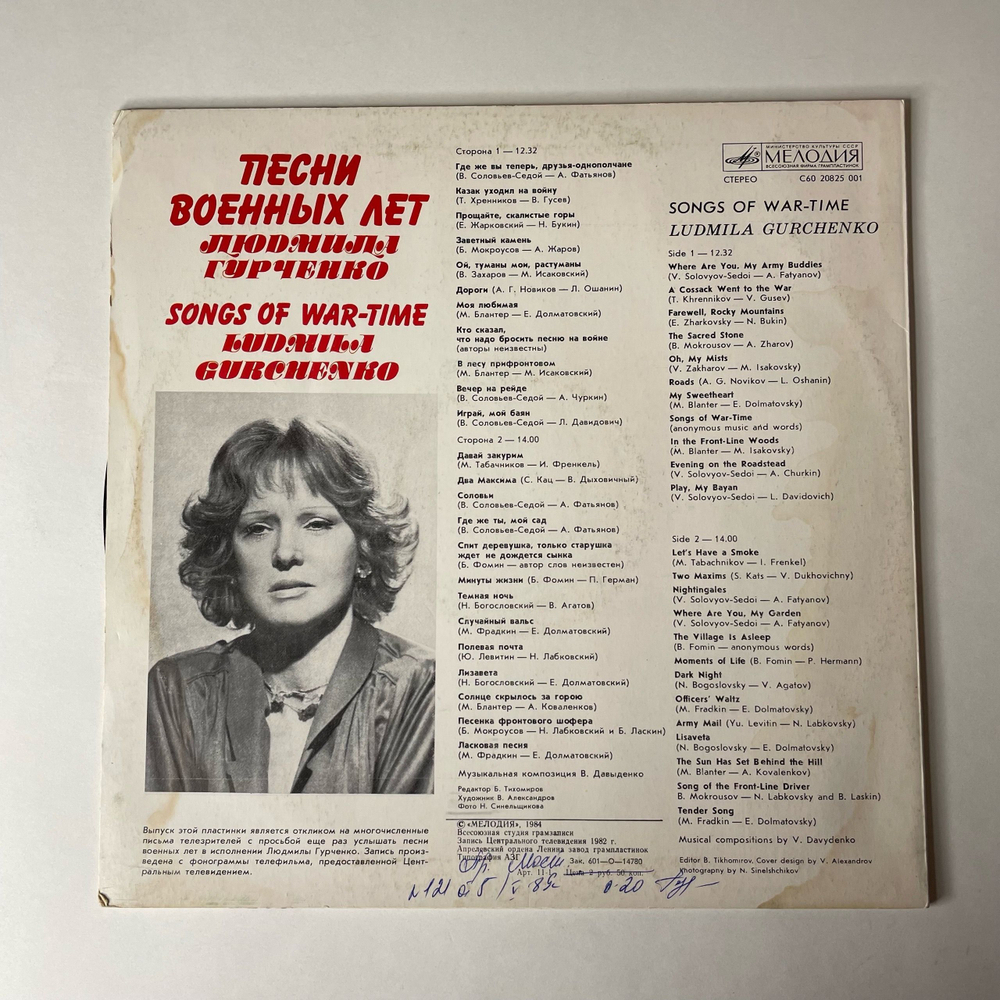 ПЕСНИ
ВОЕННЫХ ЛЕТ
ЛЮДМИЛА
ГУРЧЕНКО
SONGS OF WAR-TIME
LUDMILA
GURCHENKO
Выпуск этой пластинки является откликом на многочисленные
письма телезрителей с просьбой еще раз услышать песни
военных лет в исполнении Людмилы Гурченко. Запись произ-
ведена с фонограммы телефильма, предоставленной Цент-
ральным телевидением.
Сторона 1 — 12.32
Где же вы теперь, друзья-однополчане
(В. Соловьев-Седой — А. Фатьянов)
Казак уходил на войну
(Т. Хренников — В. Гусев)
Прощайте, скалистые горы
(Е. Жарковский — Н. Букин)
Заветный камень
(Б. Мокроусов — А. Жаров)
Ой, туманы мои, растуманы
(В. Захаров — М. Исаковский)
Дороги (А. Г. Новиков — Л. Ошанин)
Моя любимая
(М. Блантер — Е. Долматовский)
Кто сказал,
что надо бросить песню на войне
(авторы неизвестны)
В лесу прифронтовом
(М. Блантер — М. Исаковский)
Вечер на рейде
(В. Соловьев-Седой — А. Чуркин)
Играй, мой баян
(В. Соловьев-Седой — Л. Давидович)
Сторона 2 — 14.00
Давай закурим
(М. Табачников — И. Френкель)
Два Максима (С. Кац — В. Дыховичный)
Соловьи
(В. Соловьев-Седой — А. Фатьянов)
Где же ты, мой сад
(В. Соловьев-Седой — А. Фатьянов)
Спит деревушка, только старушка
ждет не дождется сынка
(Б. Фомин — автор слов неизвестен)
Минуты жизни (Б. Фомин — П. Герман)
Темная ночь
(Н. Богословский — В. Агатов)
Случайный вальс
(М. Фрадкин — Е. Долматовский)
Полевая почта
(Ю. Левитин — Н. Лабковский)
Лизавета
(Н. Богословский — Е. Долматовский)
Солнце скрылось за горою
(М. Блантер — А. Коваленков)
Песенка фронтового шофера
(Б. Мокроусов — Н. Лабковский и Б. Ласкин)
Ласковая песня
(М. Фрадкин — Е. Долматовский)
Музыкальная композиция В. Давыденко
Редактор Б. Тихомиров
Художник В. Александров
Фото Н. Синельщикова
© «МЕЛОДИЯ», 1984
Всесоюзная студия грамзаписи
Запись Центрального телевидения 1982 г.
Апрелевский ордена Ленина завод грампластинок
Типография АЗГ Зак. 601—О—14780
Арт. 11- Цена 2 руб. 50 коп.
МИНИСТЕРСТВО КУЛЬТУРЫ СССР
МЕЛОДИЯ
ВСЕСОЮЗНАЯ ФИРМА ГРАМПЛАСТИНОК
СТЕРЕО С60 20825 001
SONGS OF WAR-TIME
LUDMILA GURCHENKO
Side 1 — 12.32
Where Are You. My Army Buddies
(V. Solovyov-Sedoi — A. Fatyanov)
A Cossack Went to the War
(T. Khrennikov — V. Gusev)
Farewell, Rocky Mountains
(E. Zharkovsky — N. Bukin)
The Sacred Stone
(B. Mokrousov — A. Zharov)
Oh, My Mists
(V. Zakharov — M. Isakovsky)
Roads (A. G. Novikov — L. Oshanin)
My Sweetheart
(M. Blanter — E. Dolmatovsky)
Songs of War-Time
(anonymous music and words)
In the Front-Line Woods
(M. Blanter — M. Isakovsky)
Evening on the Roadstead
(V. Solovyov-Sedoi — A. Churkin)
Play, My Bayan
(V. Solovyov-Sedoi — L. Davidovich)
Side 2 — 14.00
Let's Have a Smoke
(M. Tabachnikov — I. Frenkel)
Two Maxims (S. Kats — V. Dukhovichny)
Nightingales
(V. Solovyov-Sedoi — A. Fatyanov)
Where Are You, My Garden
(V. Solovyov-Sedoi — A. Fatyanov)
The Village is Asleep
(B. Fomin — anonymous words)
Moments of Life (B. Fomin — P. Hermann)
Dark Night
(N. Bogoslovsky — V. Agatov)
Officers' Waltz
(M. Fradkin — E. Dolmatovsky)
Army Mail (Yu. Levitin — N. Labkovsky)
Lisaveta
(N. Bogoslovsky — E. Dolmatovsky)
The Sun Has Set Behind the Hill
(M. Blanter — A. Kovalenkov)
Song of the Front-Line Driver
B. Mokrousov — N. Labkovsky and B. Laskin)
Tender Song
(M. Fradkin — E. Dolmatovsky)
Musical compositions by V. Davydenko
Editor B. Tikhomirov. Cover design by V. Alexandrov
Photography by N. Sinelshchikov